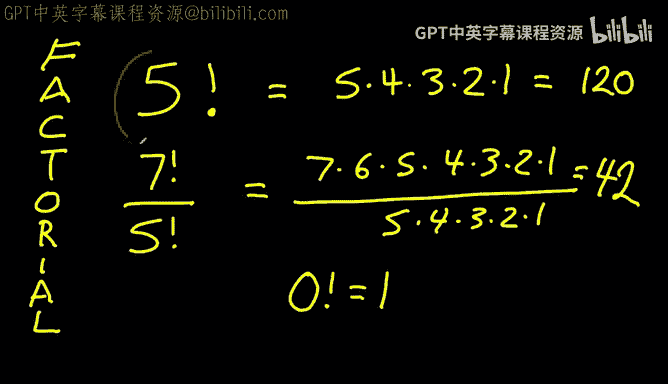 GPT中英字幕课程资源@bilibili.com
GPT中英字幕课程资源 bilibili
FACTORIAL
5! = 5·4·3·2·1 = 120
7!/5! = 7·6·5·4·3·2·1/5·4·3·2·1 = 42
0! = 1